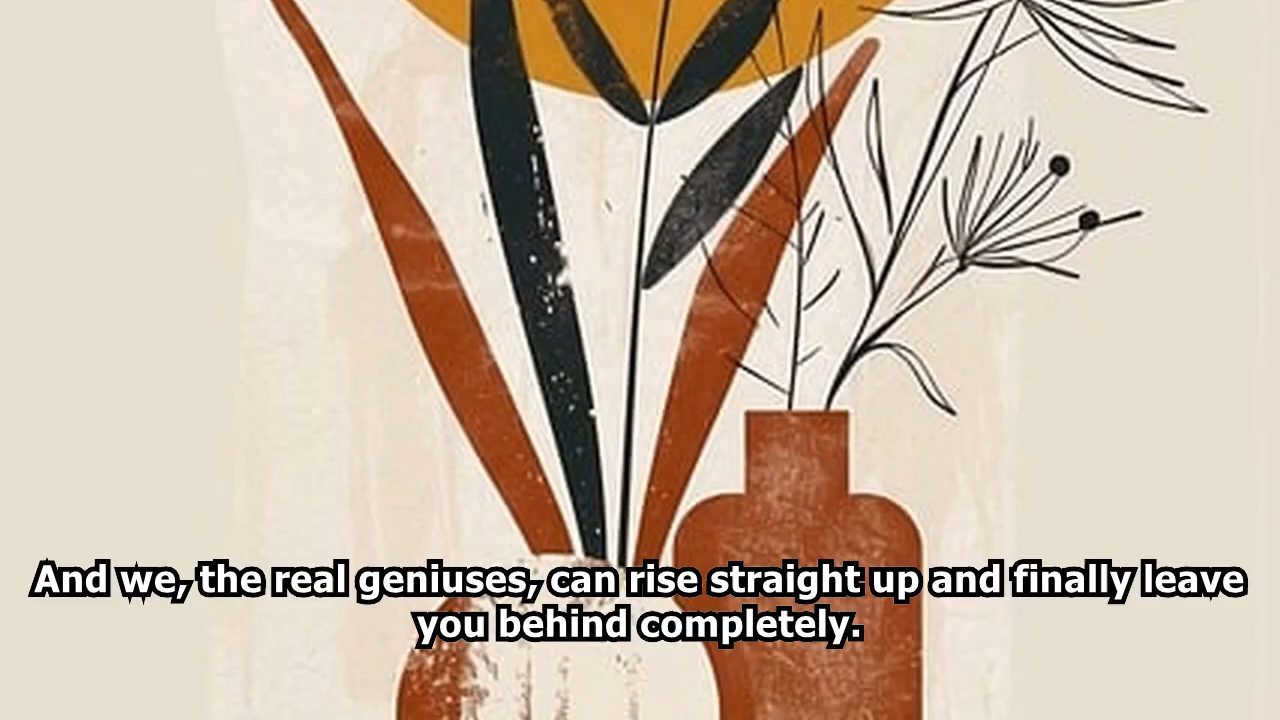 And we, the real geniuses, can rise straight up and finally leave
you behind completely.